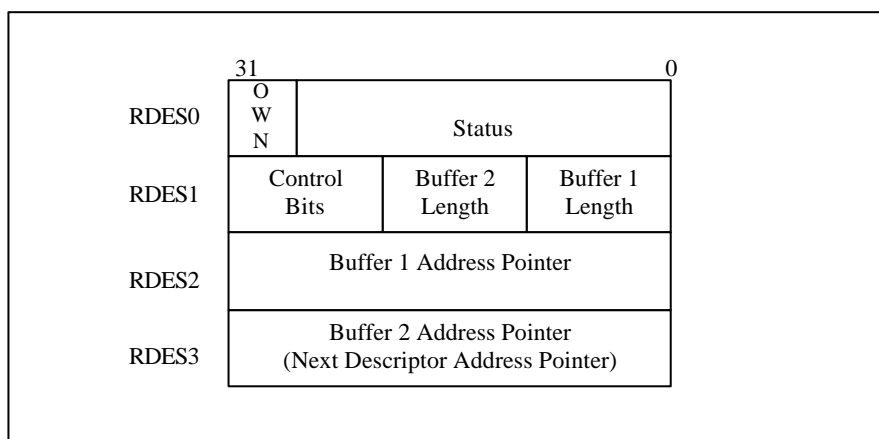 31 0
RDES0
O
W
N
Status
RDES1
Control
Bits
Buffer 2
Length
Buffer 1
Length
RDES2
Buffer 1 Address Pointer
RDES3
Buffer 2 Address Pointer
(Next Descriptor Address Pointer)